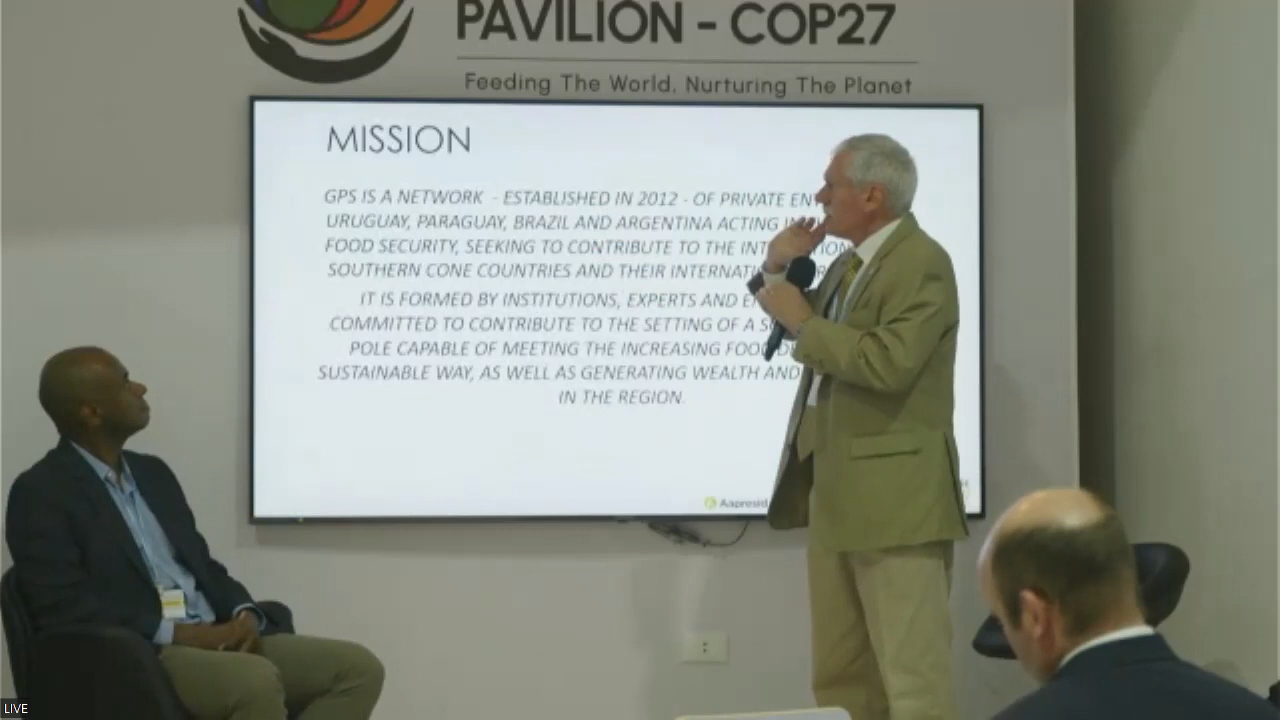 PAVILION - COP27
Feeding The World, Nurturing The Planet
MISSION
GPS IS A NETWORK - ESTABLISHED IN 2012 - OF PRIVATE
URUGUAY, PARAGUAY, BRAZIL AND ARGENTINA ACTING
FOOD SECURITY, SEEKING TO CONTRIBUTE TO THE
SOUTHERN CONE COUNTRIES AND THEIR
IT IS FORMED BY INSTITUTIONS, EXPERTS AND
COMMITTED TO CONTRIBUTE TO THE SETTING OF A
POLE CAPABLE OF MEETING THE INCREASING FOOD
SUSTAINABLE WAY, AS WELL AS GENERATING WEALTH AND
IN THE REGION.
Aapresid
LIVE